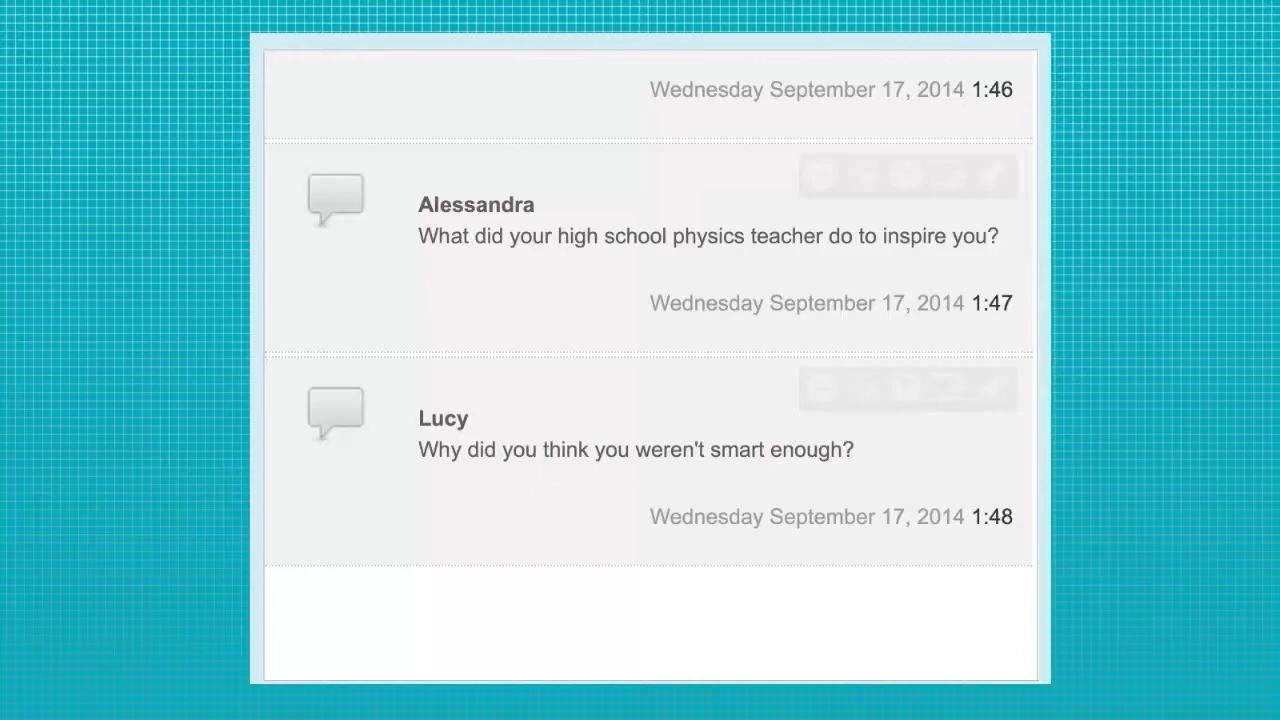 Wednesday September 17, 2014 1:46
Alessandra
What did your high school physics teacher do to inspire you?
Wednesday September 17, 2014 1:47
Lucy
Why did you think you weren't smart enough?
Wednesday September 17, 2014 1:48